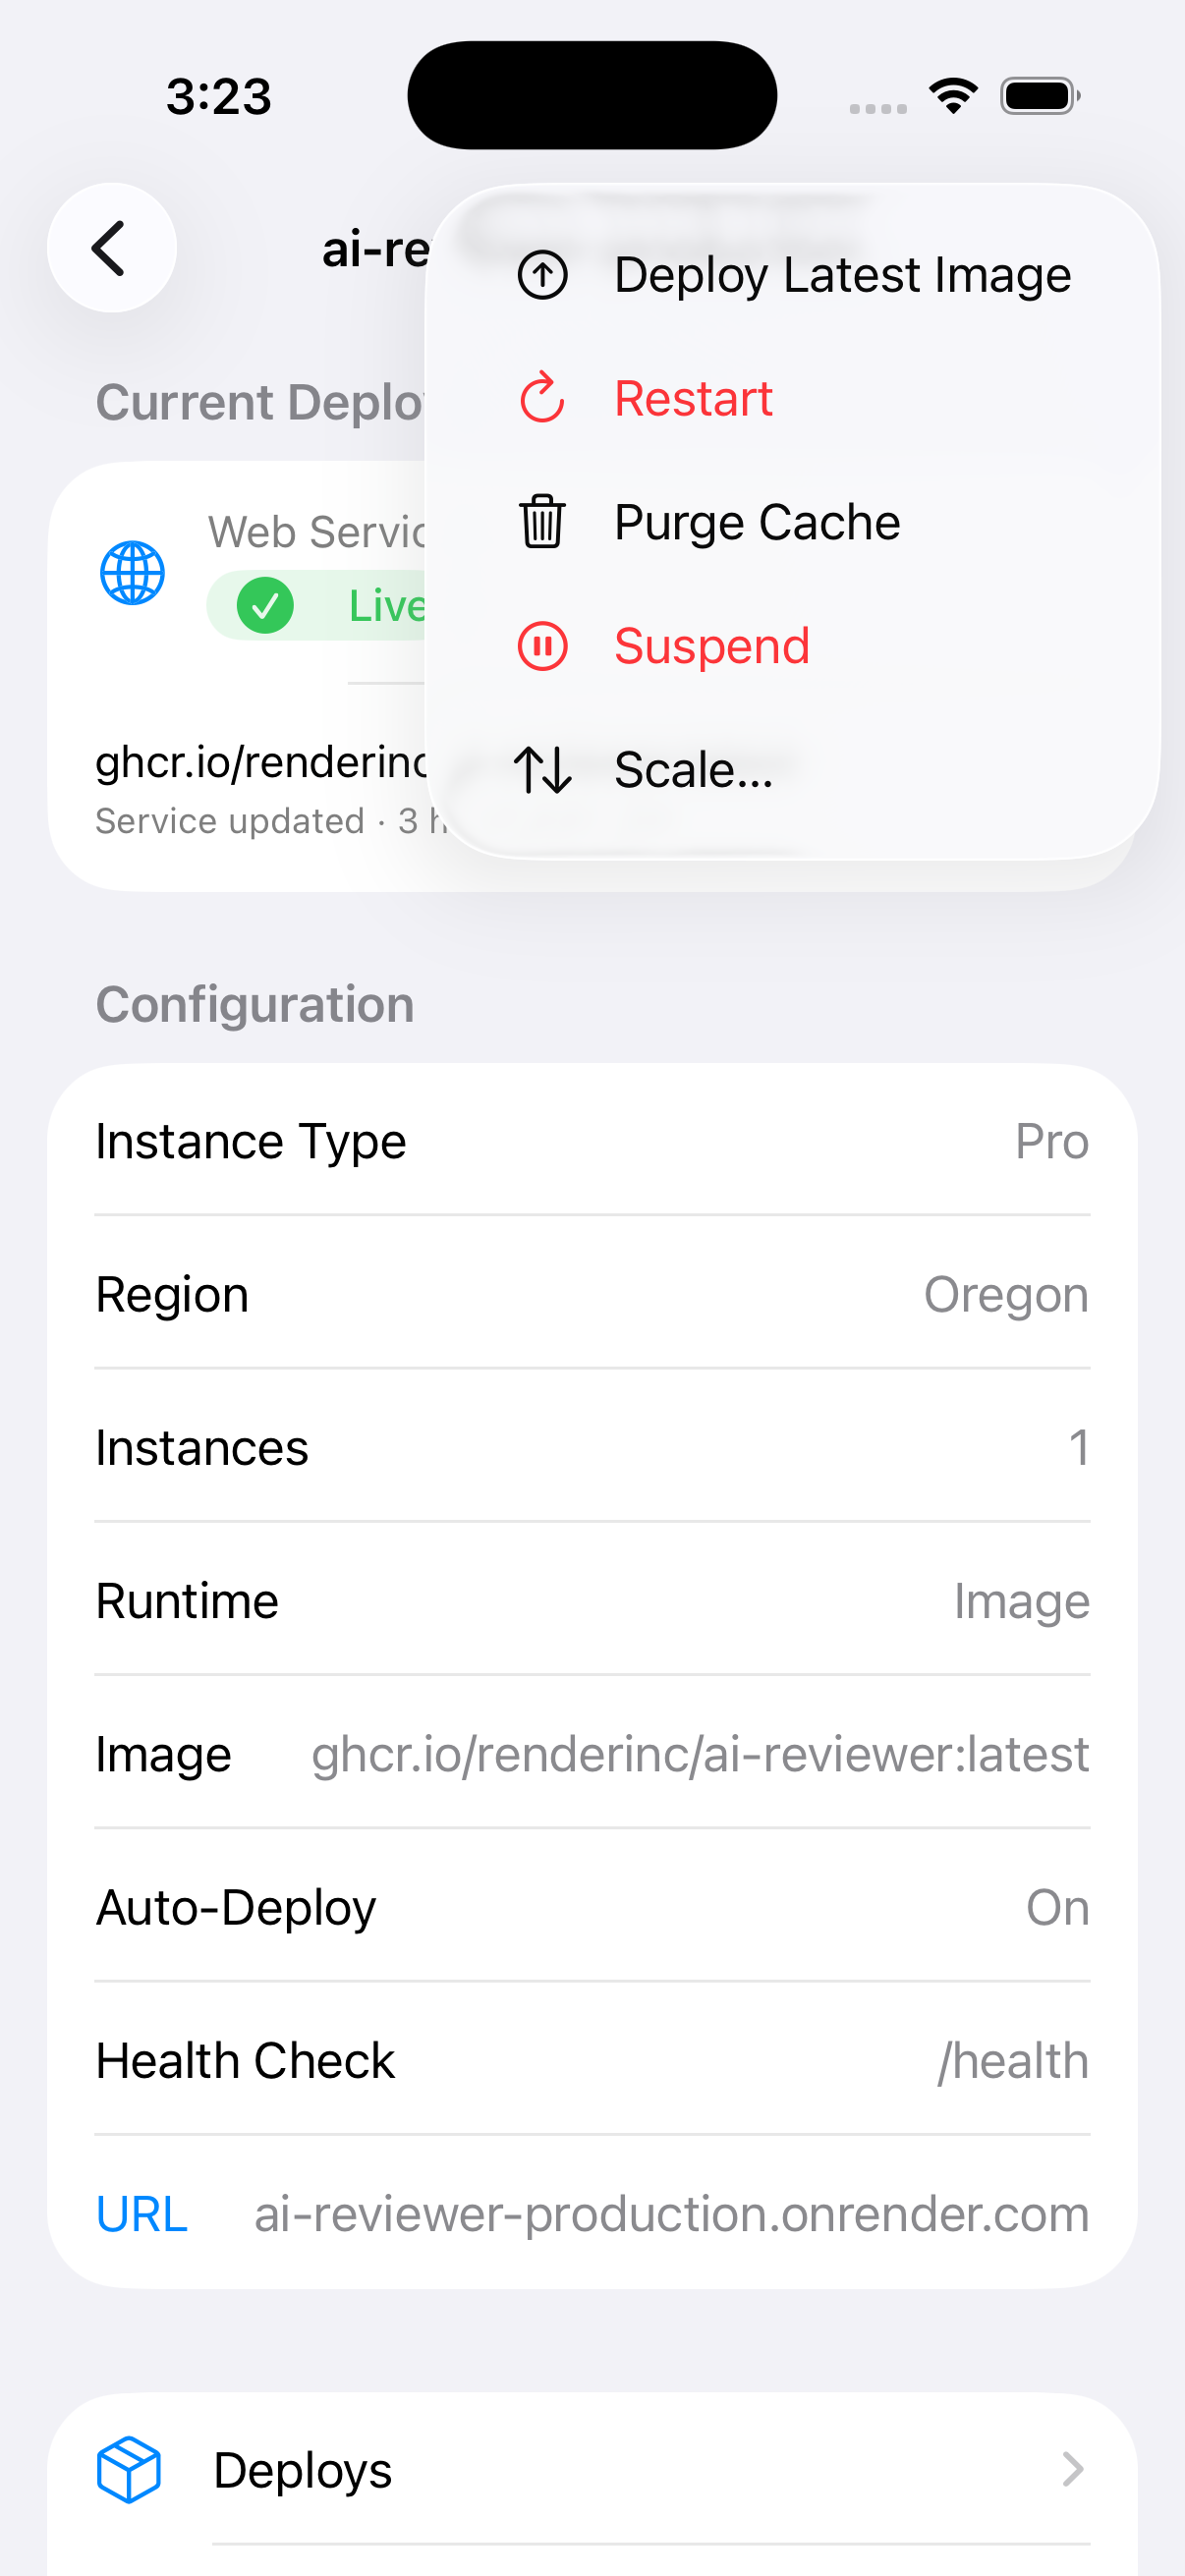 3:23
ai-re
Deploy Latest Image
Restart
Purge Cache
Suspend
Scale...
Current Deplo
Web Servic
Live
ghcr.io/renderinc
Service updated · 3 h
Configuration
Instance Type Pro
Region Oregon
Instances 1
Runtime Image
Image ghcr.io/renderinc/ai-reviewer:latest
Auto-Deploy On
Health Check /health
URL ai-reviewer-production.onrender.com
Deploys